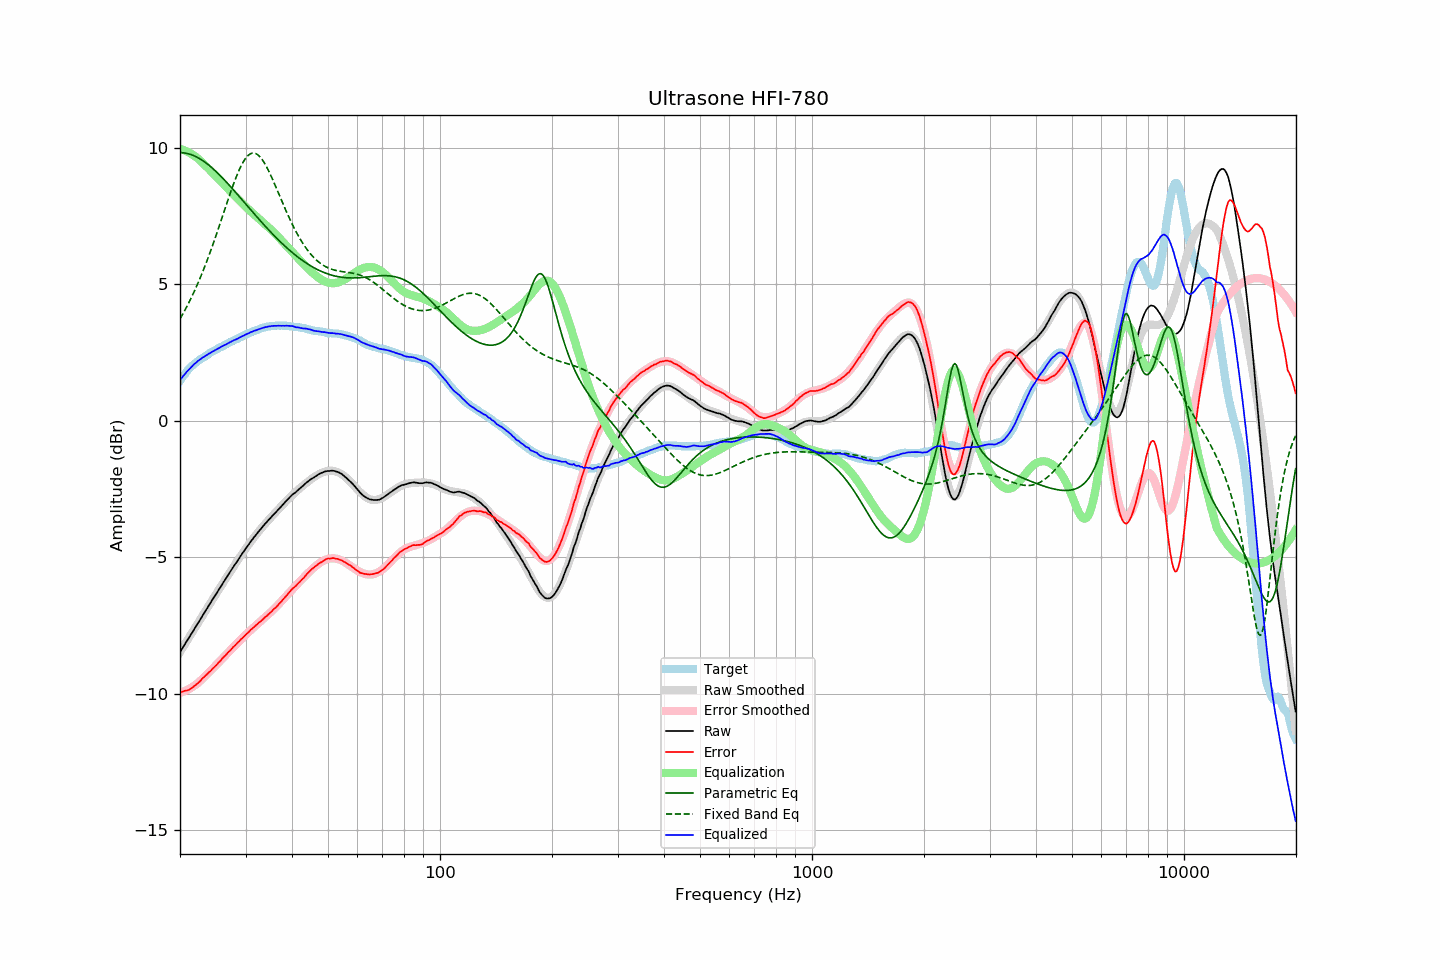 Ultrasone HFI-780
10
5
0
−5
−10
−15
Amplitude (dBr)
100
1000
10000
Frequency (Hz)
Target
Raw Smoothed
Error Smoothed
Raw
Error
Equalization
Parametric Eq
Fixed Band Eq
Equalized